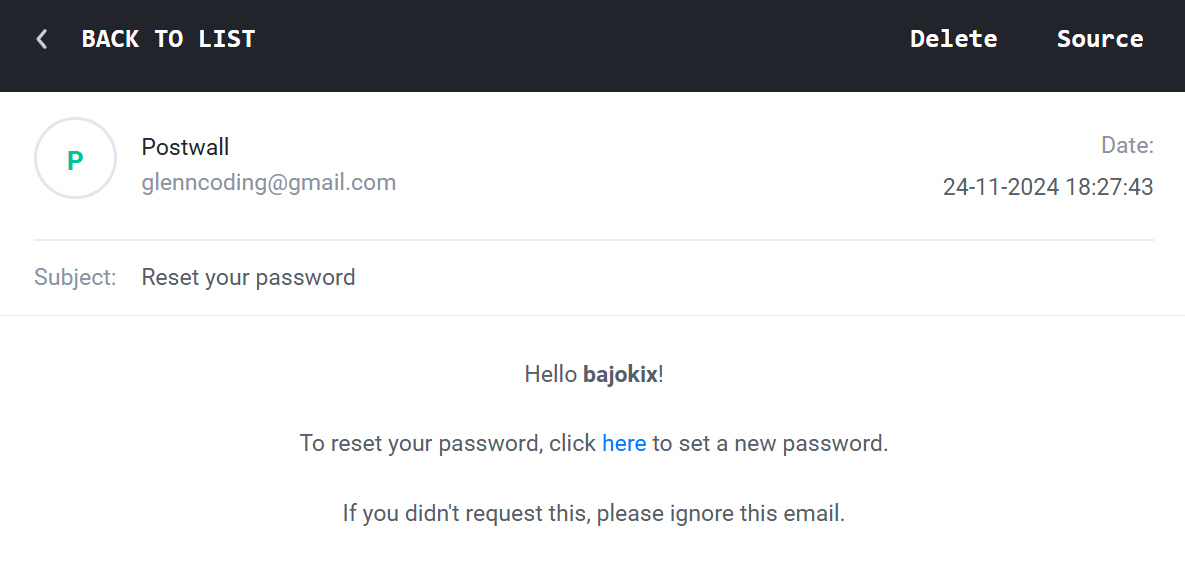 BACK TO LIST Delete Source
P
Postwall
glenncoding@gmail.com
Date:
24-11-2024 18:27:43
Subject: Reset your password
Hello bajokix!
To reset your password, click here to set a new password.
If you didn't request this, please ignore this email.